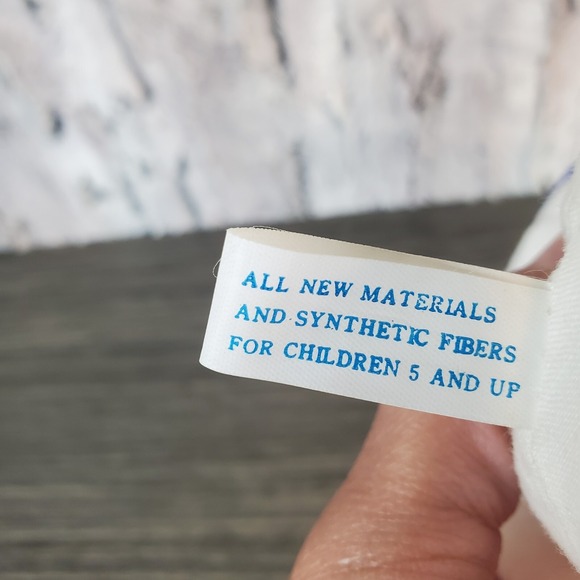 ALL NEW MATERIALS
AND SYNTHETIC FIBERS
FOR CHILDREN 5 AND UP